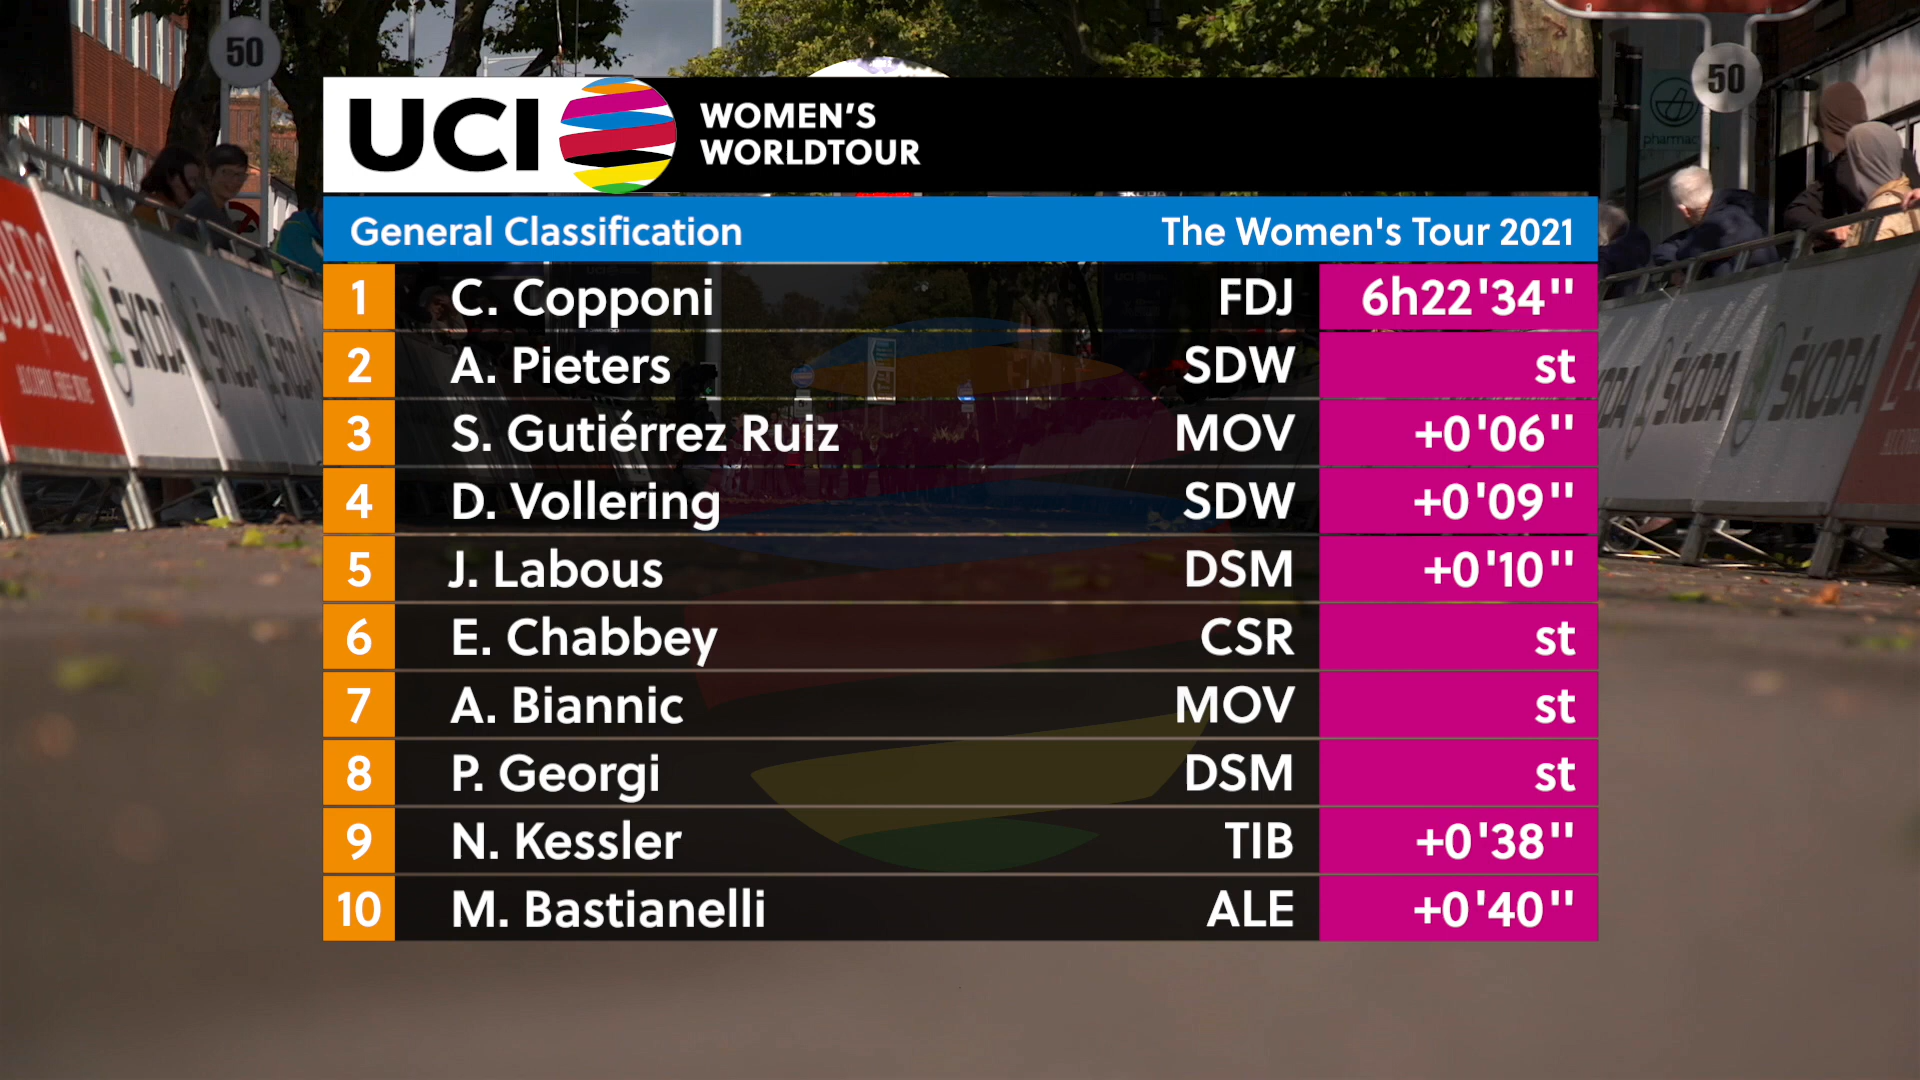 50
50
pharmac
UCI WOMEN'S
WORLDTOUR
General Classification The Women's Tour 2021
1 C. Copponi FDJ 6h22'34"
2 A. Pieters SDW st
3 S. Gutiérrez Ruiz MOV +0'06"
4 D. Vollering SDW +0'09"
5 J. Labous DSM +0'10"
6 E. Chabbey CSR st
7 A. Biannic MOV st
8 P. Georgi DSM st
9 N. Kessler TIB +0'38"
10 M. Bastianelli ALE +0'40"
ŠKODA
ŠKODA
ŠKODA